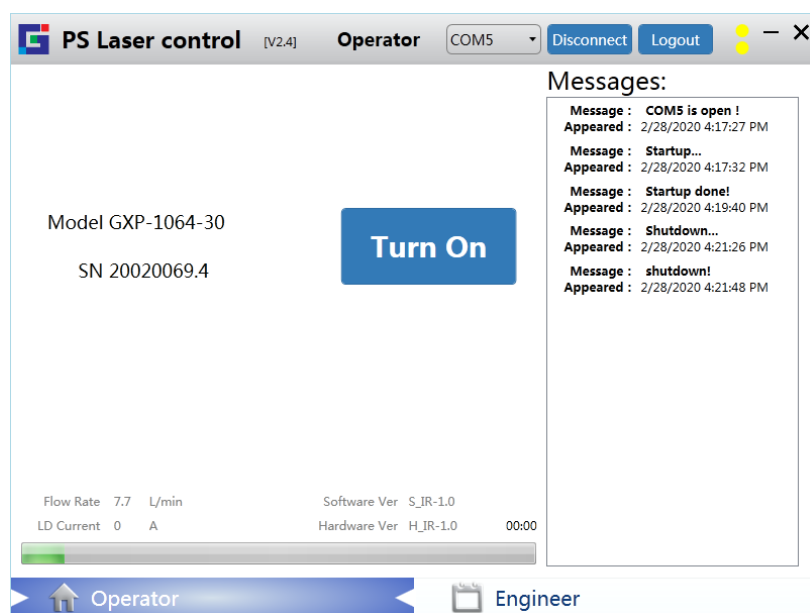 PS Laser control [V2.4] Operator COM5 Disconnect Logout
Messages:
Message : COM5 is open !
Appeared : 2/28/2020 4:17:27 PM
Message : Startup...
Appeared : 2/28/2020 4:17:32 PM
Message : Startup done!
Appeared : 2/28/2020 4:19:40 PM
Message : Shutdown...
Appeared : 2/28/2020 4:21:26 PM
Message : shutdown!
Appeared : 2/28/2020 4:21:48 PM
Model GXP-1064-30
SN 20020069.4
Turn On
Flow Rate 7.7 L/min Software Ver S_IR-1.0
LD Current 0 A Hardware Ver H_IR-1.0 00:00
Operator Engineer